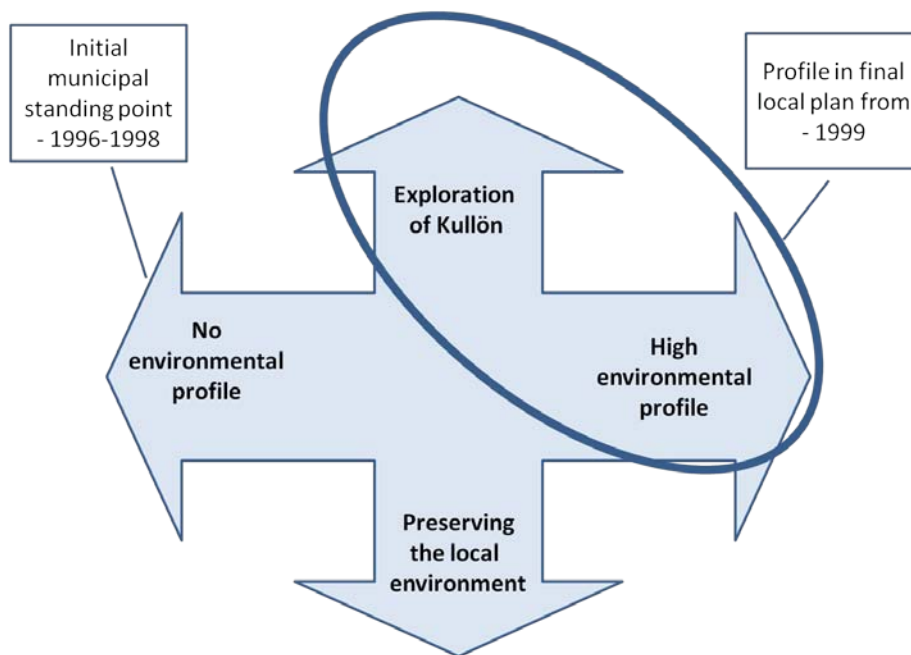 Initial
municipal
standing point
- 1996-1998
Profile in final
local plan from
- 1999
Exploration
of Kullön
No
environmental
profile
High
environmental
profile
Preserving
the local
environment